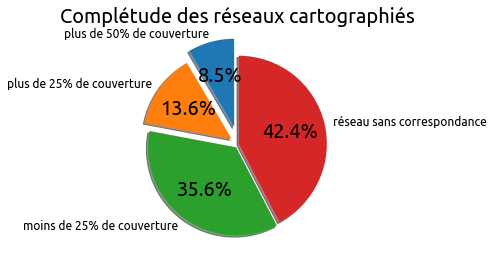 Complétude des réseaux cartographiés
plus de 50% de couverture
8.5%
plus de 25% de couverture
13.6%
42.4%
réseau sans correspondance
35.6%
moins de 25% de couverture